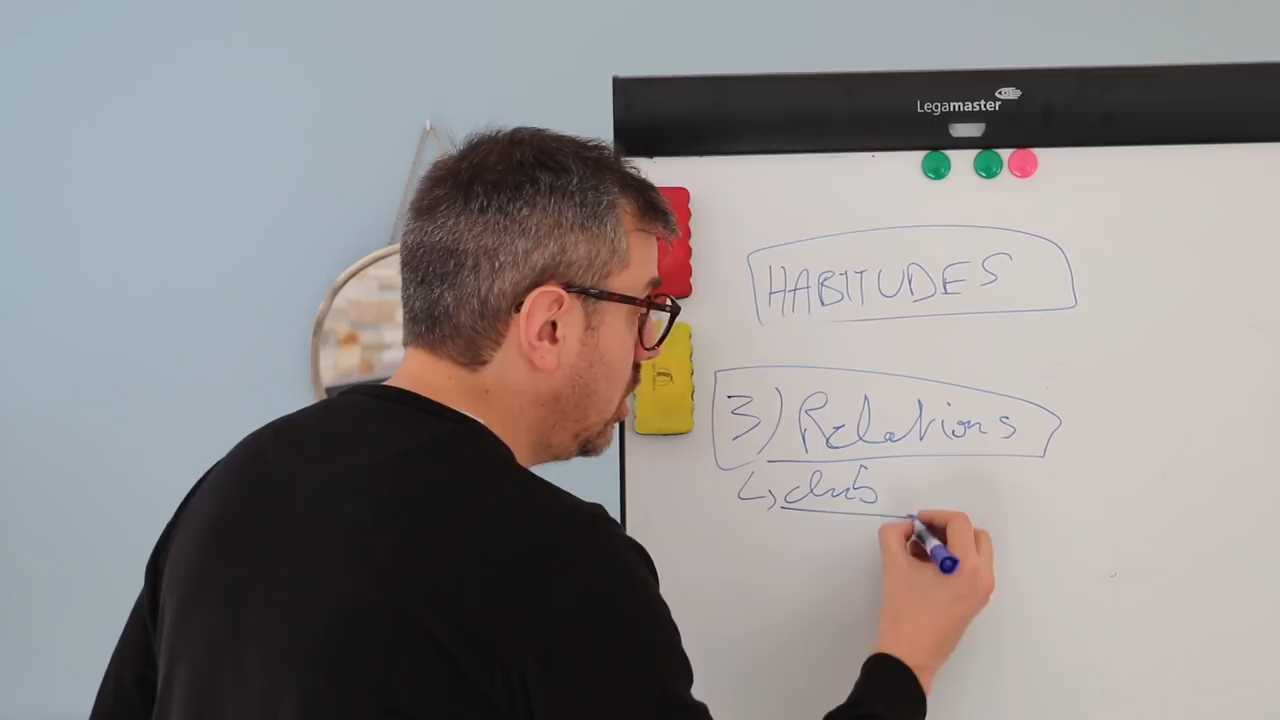 Legamaster
HABITUDES
3) Relations
↳ club